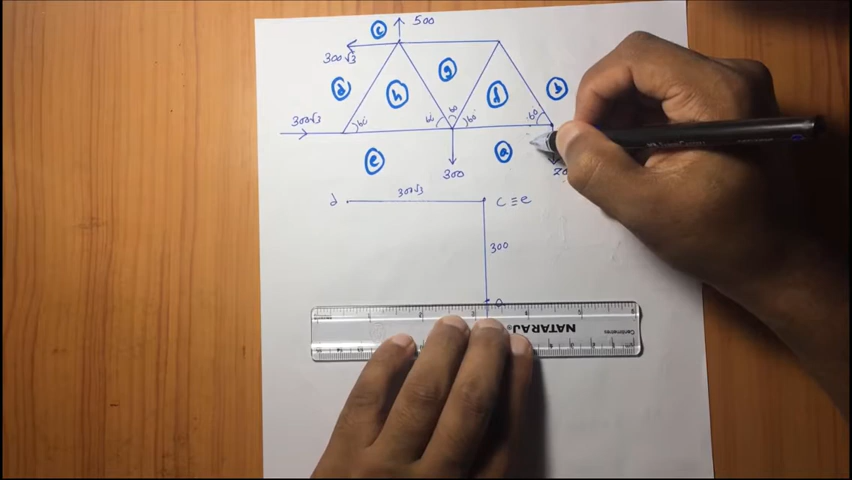 c 500
300√3
d h g f b
60 60 60 60 60
300√3
e a
300
d 300√3 c≡e
300
a
NATARAJ